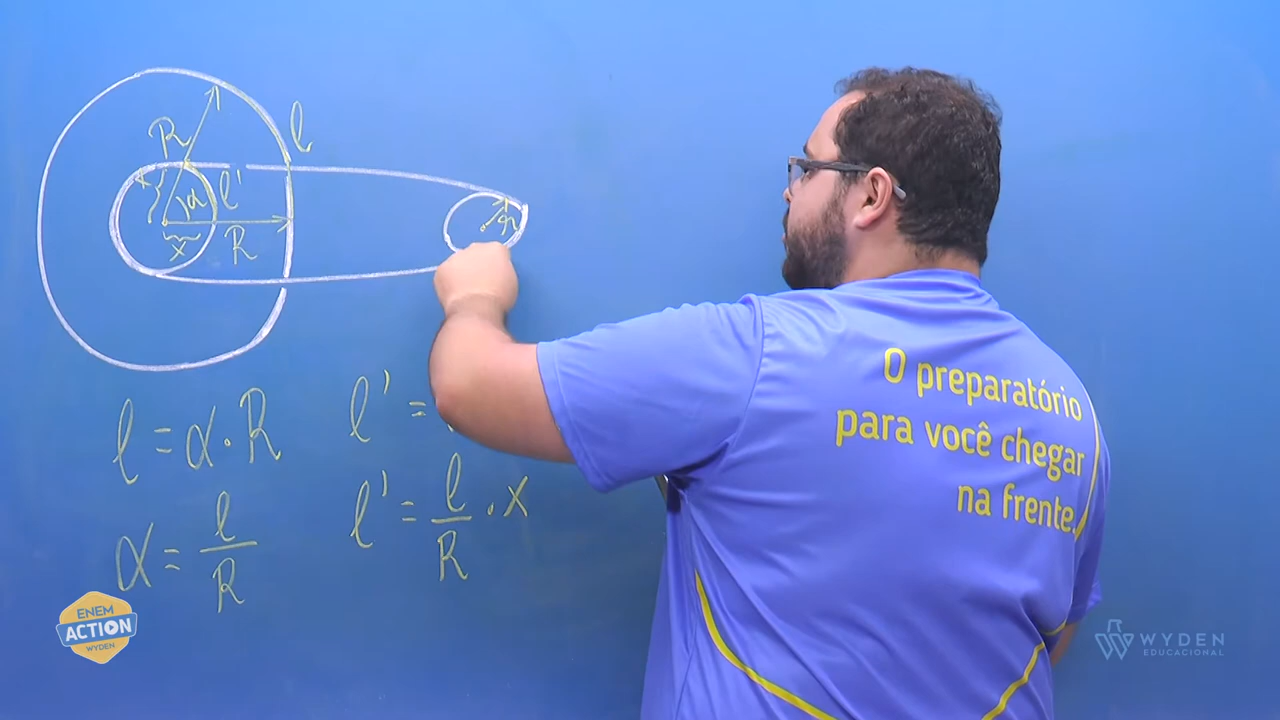 R
l
α
l'
x
R
r
l = α · R
l' =
α = l/R
l' = l/R · x
O preparatório
para você chegar
na frente.
ENEM
ACTION
WYDEN
WYDEN
EDUCACIONAL